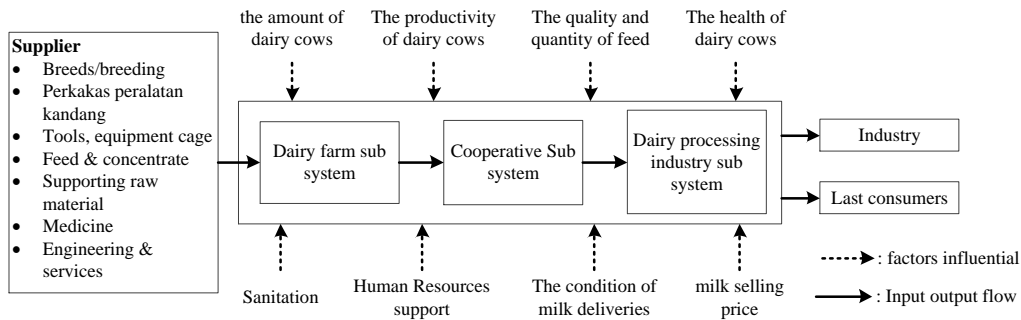 Supplier
• Breeds/breeding
• Perkakas peralatan
kandang
• Tools, equipment cage
• Feed & concentrate
• Supporting raw
material
• Medicine
• Engineering &
services
the amount of
dairy cows
The productivity
of dairy cows
The quality and
quantity of feed
The health of
dairy cows
Dairy farm sub
system
Cooperative Sub
system
Dairy processing
industry sub
system
Industry
Last consumers
Sanitation
Human Resources
support
The condition of
milk deliveries
milk selling
price
: factors influential
: Input output flow